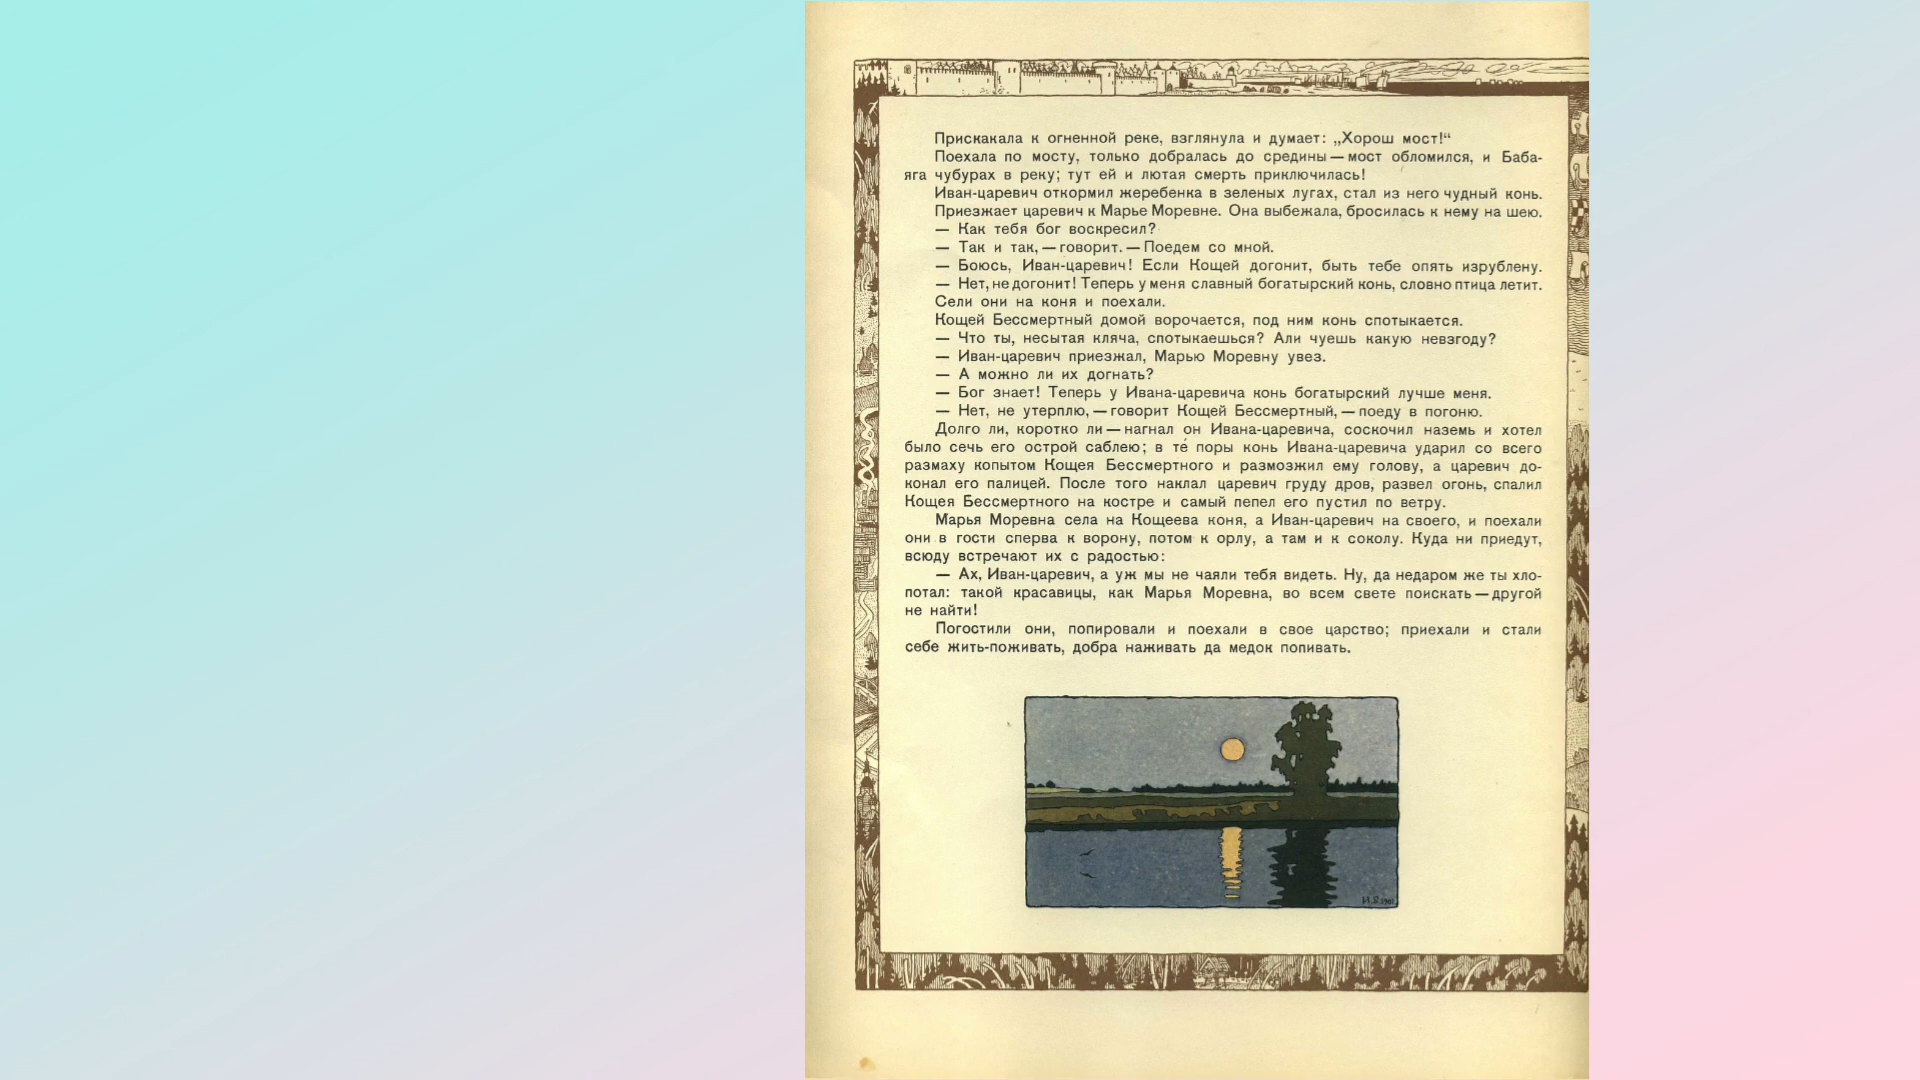 Прискакала к огненной реке, взглянула и думает: „Хорош мост!“
Поехала по мосту, только добралась до средины — мост обломился, и Баба-
яга чубурах в реку; тут ей и лютая смерть приключилась!
Иван-царевич откормил жеребенка в зеленых лугах, стал из него чудный конь.
Приезжает царевич к Марье Моревне. Она выбежала, бросилась к нему на шею.
— Как тебя бог воскресил?
— Так и так, — говорит. — Поедем со мной.
— Боюсь, Иван-царевич! Если Кощей догонит, быть тебе опять изрублену.
— Нет, не догонит! Теперь у меня славный богатырский конь, словно птица летит.
Сели они на коня и поехали.
Кощей Бессмертный домой ворочается, под ним конь спотыкается.
— Что ты, несытая кляча, спотыкаешься? Али чуешь какую невзгоду?
— Иван-царевич приезжал, Марью Моревну увез.
— А можно ли их догнать?
— Бог знает! Теперь у Ивана-царевича конь богатырский лучше меня.
— Нет, не утерплю, — говорит Кощей Бессмертный, — поеду в погоню.
Долго ли, коротко ли — нагнал он Ивана-царевича, соскочил наземь и хотел
было сечь его острой саблею; в те́ поры конь Ивана-царевича ударил со всего
размаху копытом Кощея Бессмертного и размозжил ему голову, а царевич до-
конал его палицей. После того наклал царевич груду дров, развел огонь, спалил
Кощея Бессмертного на костре и самый пепел его пустил по ветру.
Марья Моревна села на Кощеева коня, а Иван-царевич на своего, и поехали
они в гости сперва к ворону, потом к орлу, а там и к соколу. Куда ни приедут,
всюду встречают их с радостью:
— Ах, Иван-царевич, а уж мы не чаяли тебя видеть. Ну, да недаром же ты хло-
потал: такой красавицы, как Марья Моревна, во всем свете поискать — другой
не найти!
Погостили они, попировали и поехали в свое царство; приехали и стали
себе жить-поживать, добра наживать да медок попивать.
И.Б. 1901